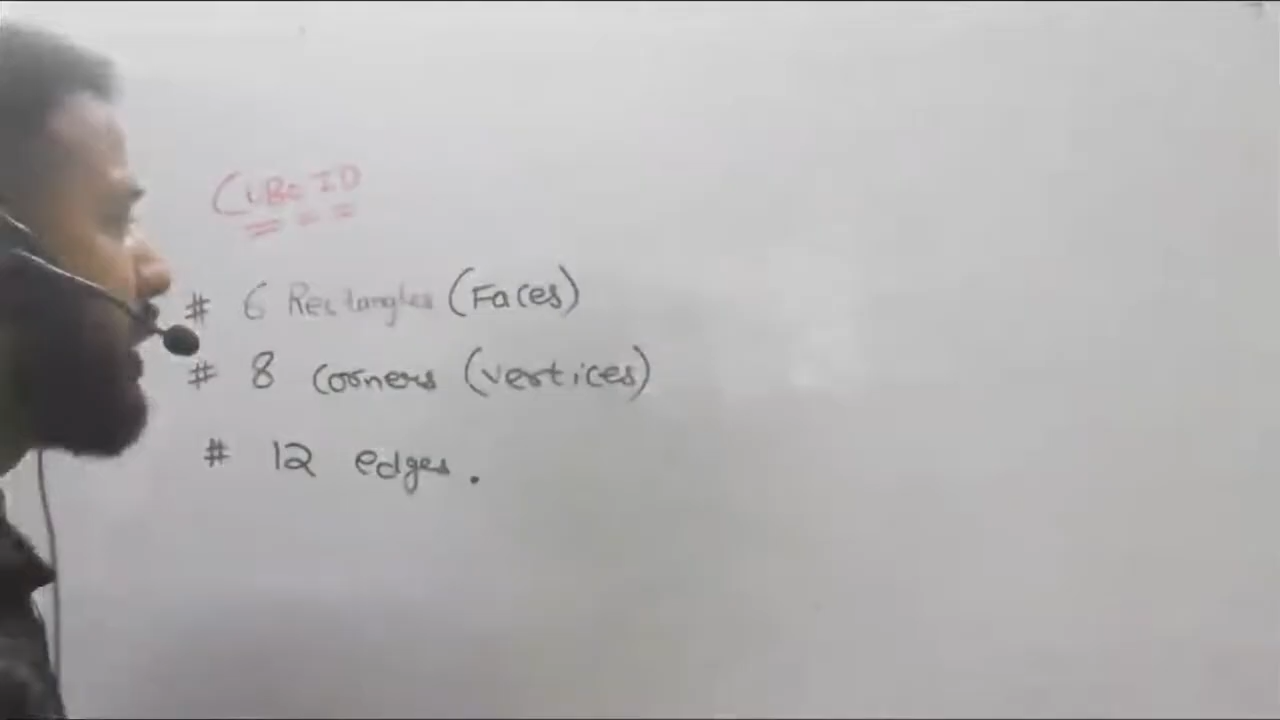 CUBOID
# 6 Rectangles (Faces)
# 8 corners (vertices)
# 12 edges.